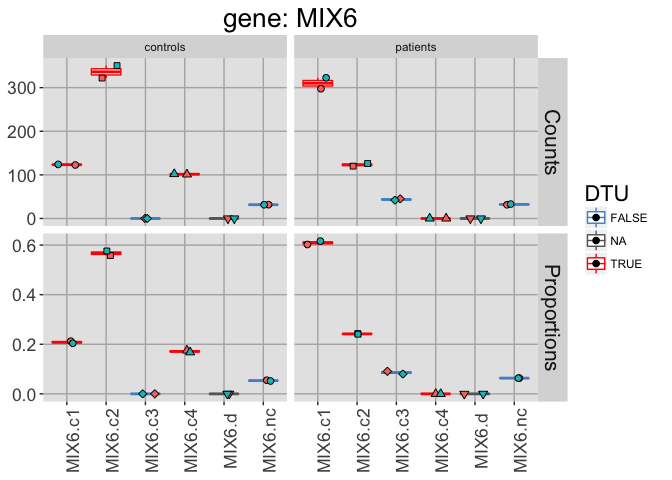 gene: MIX6
controls
patients
300
200
100
0
Counts
0.6
0.4
0.2
0.0
Proportions
MIX6.c1
MIX6.c2
MIX6.c3
MIX6.c4
MIX6.d
MIX6.nc
MIX6.c1
MIX6.c2
MIX6.c3
MIX6.c4
MIX6.d
MIX6.nc
DTU
FALSE
NA
TRUE